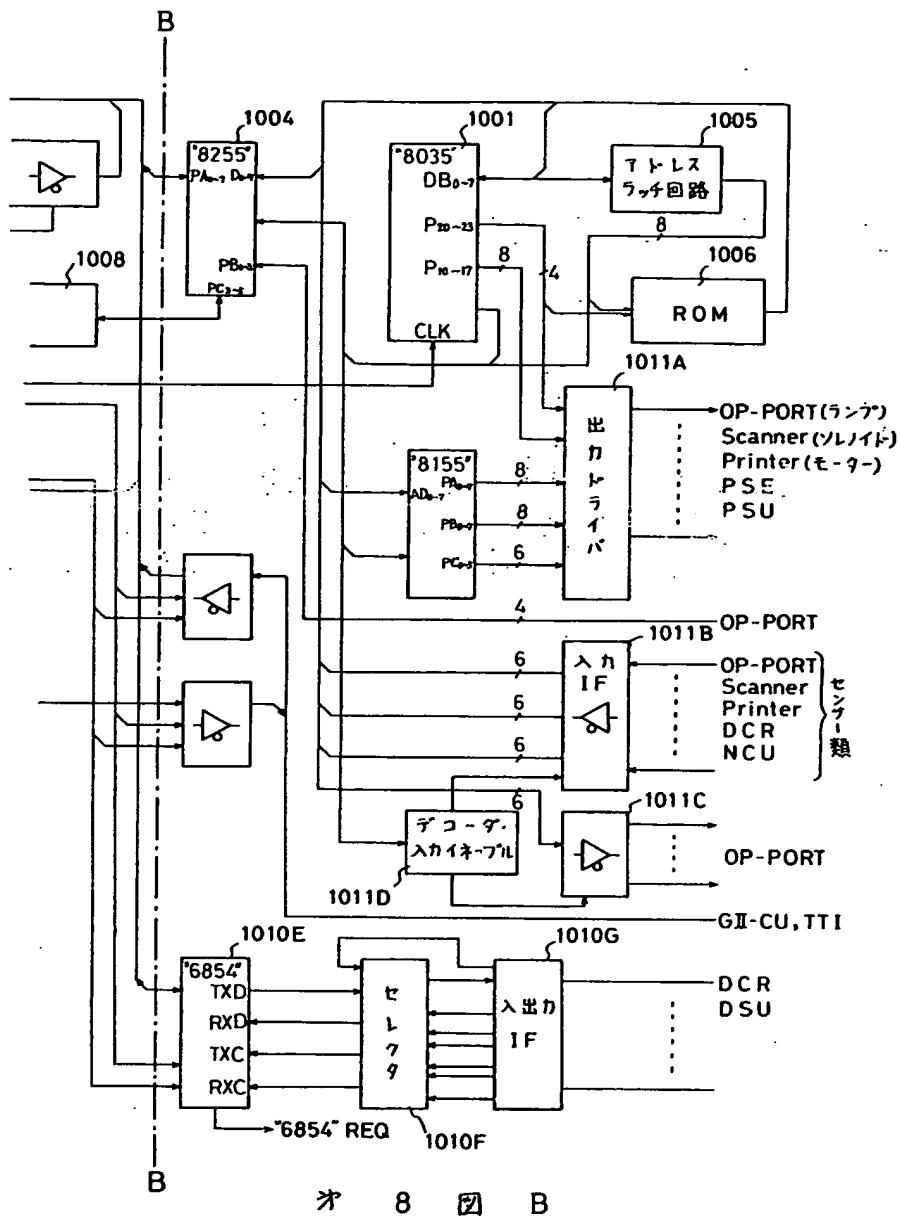 B
1004
1001
1005
"8255"
PA0-7 D0-7
"8035"
DB0-7
アドレス
ラッチ回路
P20-23
8
1008
PB0-3
PC3-5
P10-17
8
4
1006
ROM
CLK
1011A
出力ドライバ
OP-PORT(ランプ)
Scanner(ソレノイド)
Printer(モーター)
PSE
PSU
"8155"
AD0-7
PA0-7
8
PB0-7
8
PC0-5
6
4
OP-PORT
1011B
入力
IF
6
6
6
6
OP-PORT
Scanner
Printer
DCR
NCU
センサー類
1011C
デコーダ・
入力イネーブル
1011D
OP-PORT
GⅡ-CU,TTI
1010E
1010G
"6854"
TXD
RXD
TXC
RXC
セレクタ
入出力
IF
DCR
DSU
"6854" REQ
1010F
B
第 8 図 B